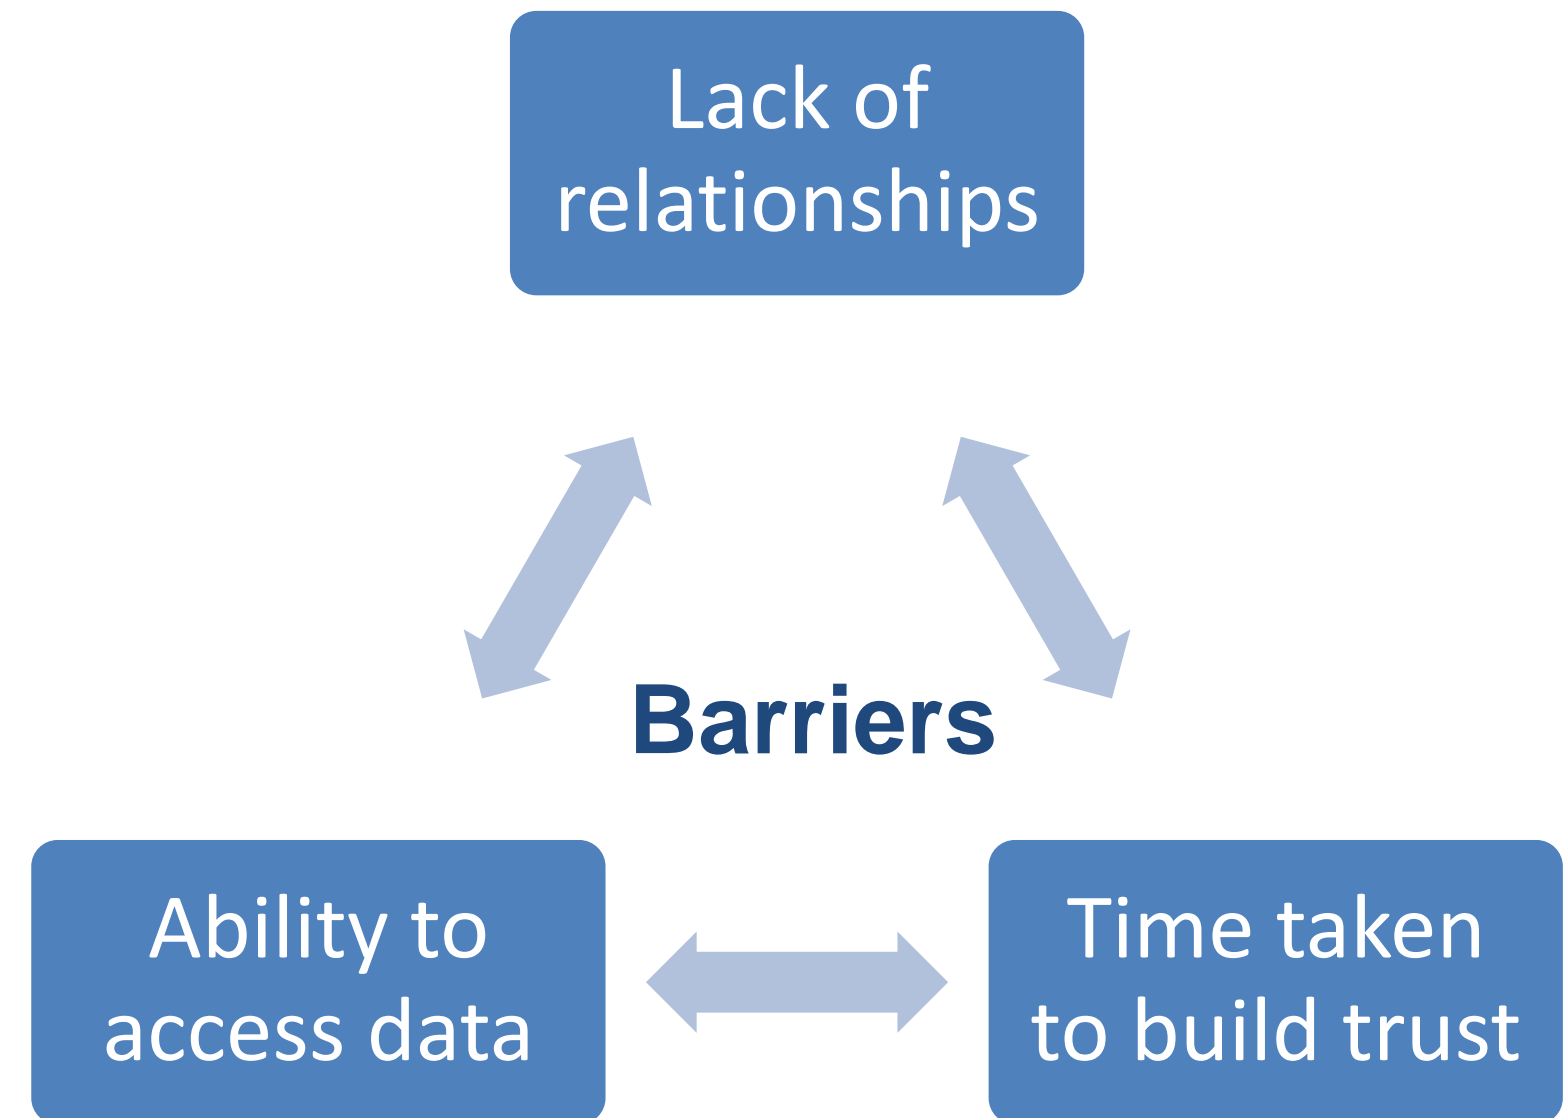 Lack of
relationships
Barriers
Ability to
access data
Time taken
to build trust